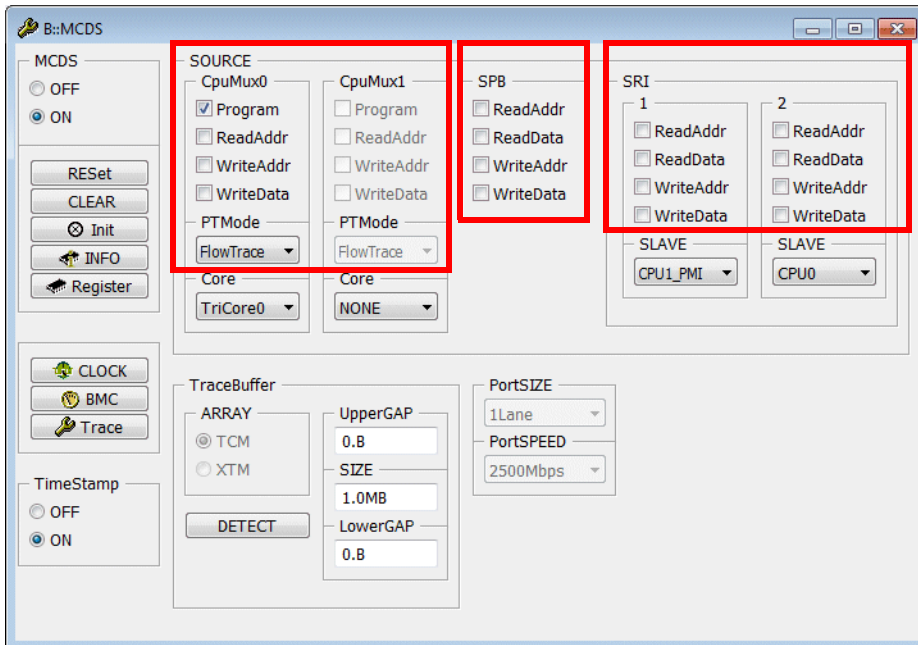 B::MCDS
MCDS
OFF
ON
RESet
CLEAR
Init
INFO
Register
CLOCK
BMC
Trace
TimeStamp
OFF
ON
SOURCE
CpuMux0
Program
ReadAddr
WriteAddr
WriteData
PTMode
FlowTrace
Core
TriCore0
CpuMux1
Program
ReadAddr
WriteAddr
WriteData
PTMode
FlowTrace
Core
NONE
SPB
ReadAddr
ReadData
WriteAddr
WriteData
SRI
1
ReadAddr
ReadData
WriteAddr
WriteData
SLAVE
CPU1_PMI
2
ReadAddr
ReadData
WriteAddr
WriteData
SLAVE
CPU0
TraceBuffer
ARRAY
TCM
XTM
DETECT
UpperGAP
0.B
SIZE
1.0MB
LowerGAP
0.B
PortSIZE
1Lane
PortSPEED
2500Mbps